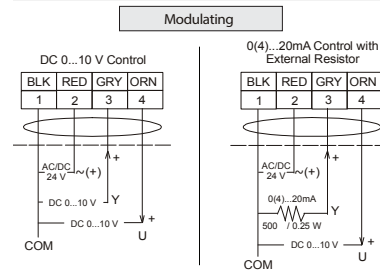 Modulating
DC 0...10 V Control
BLK RED GRY ORN
1 2 3 4
+
AC/DC
24 V
~(+)
DC 0...10 V
Y
DC 0...10 V
+
U
COM
0(4)...20mA Control with
External Resistor
BLK RED GRY ORN
1 2 3 4
+
AC/DC
24 V
~(+)
0(4)...20mA
Y
500 / 0.25 W
DC 0...10 V
+
U
COM